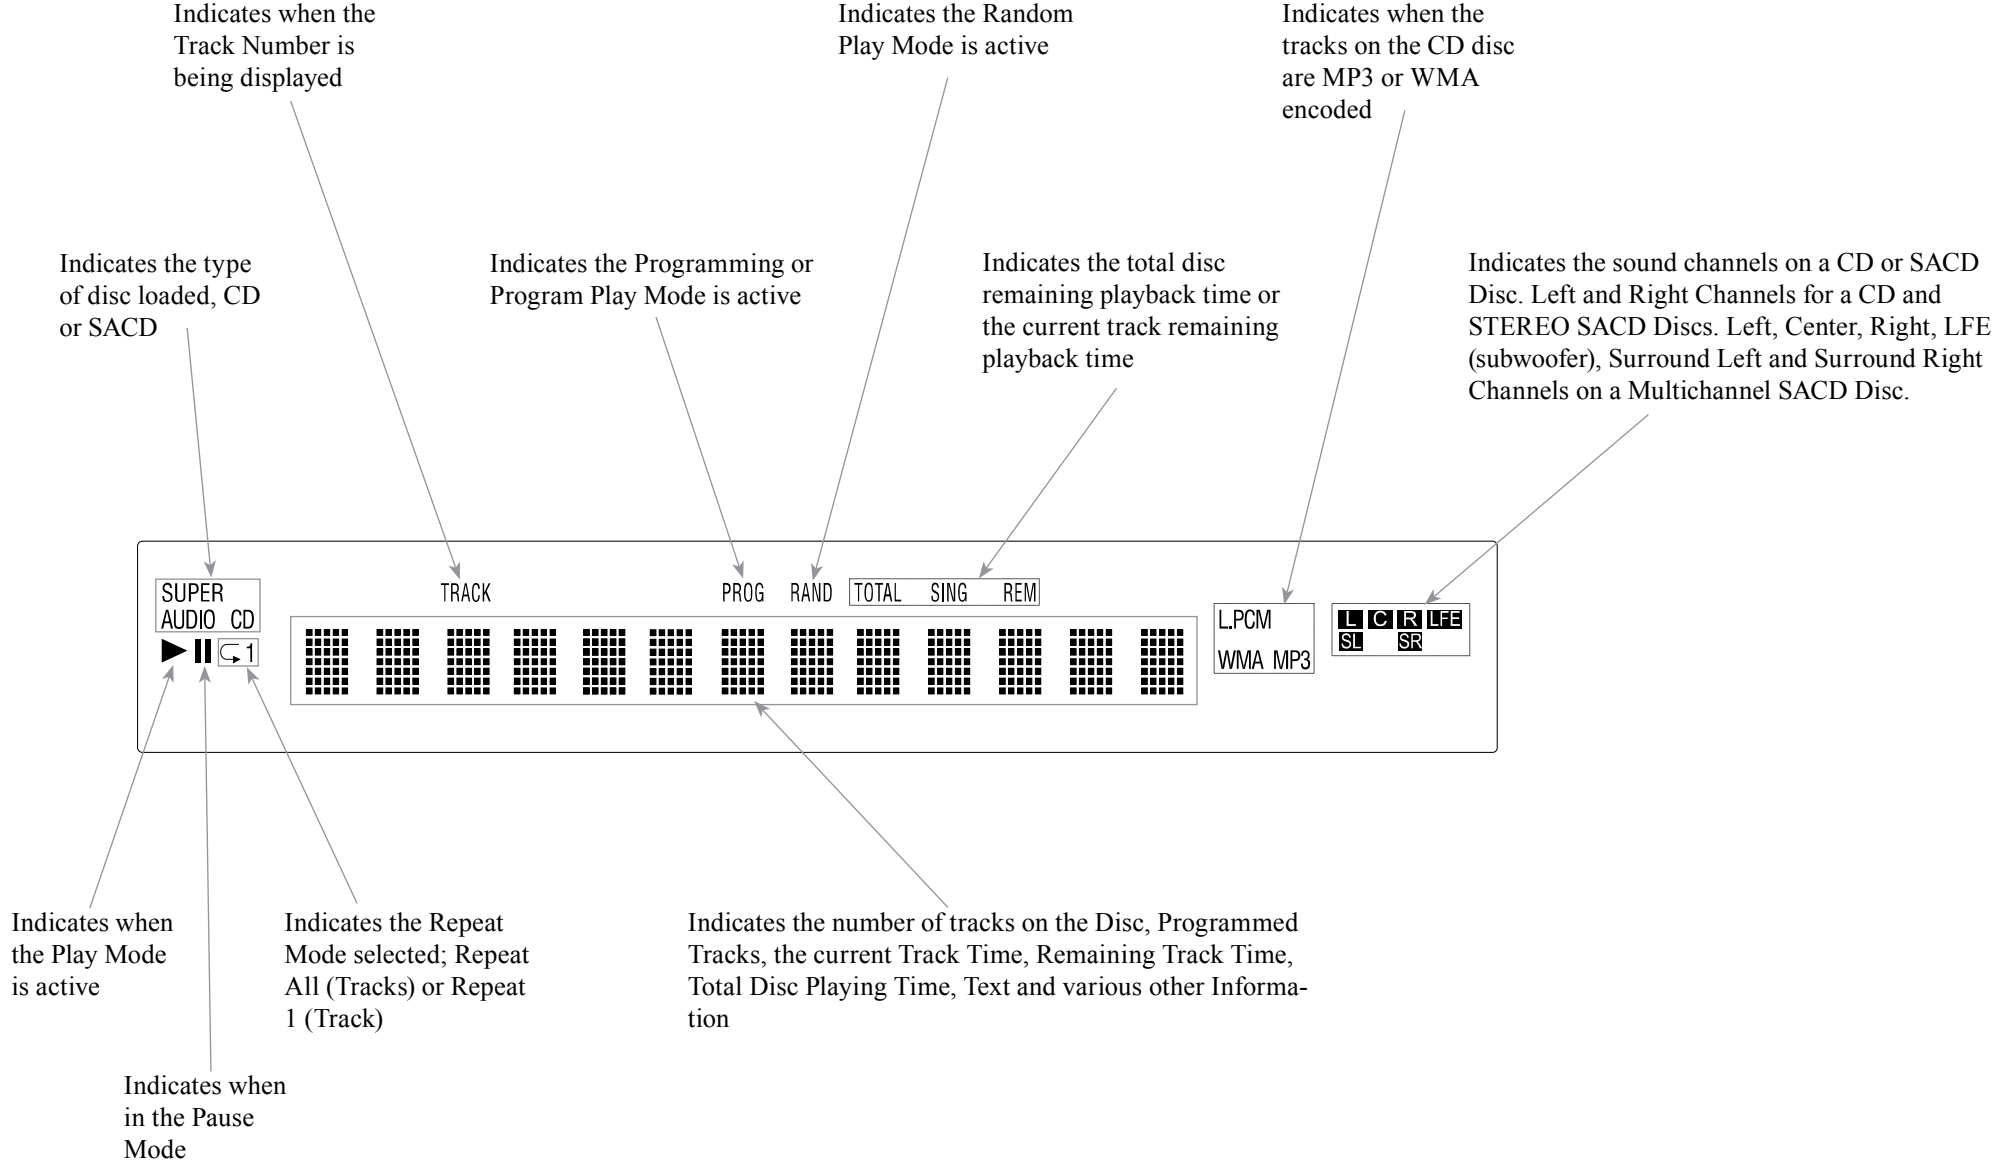 Indicates when the
Track Number is
being displayed
Indicates the Random
Play Mode is active
Indicates when the
tracks on the CD disc
are MP3 or WMA
encoded
Indicates the type
of disc loaded, CD
or SACD
Indicates the Programming or
Program Play Mode is active
Indicates the total disc
remaining playback time or
the current track remaining
playback time
Indicates the sound channels on a CD or SACD
Disc. Left and Right Channels for a CD and
STEREO SACD Discs. Left, Center, Right, LFE
(subwoofer), Surround Left and Surround Right
Channels on a Multichannel SACD Disc.
SUPER
AUDIO CD
1
TRACK
PROG RAND TOTAL SING REM
L.PCM
WMA MP3
L C R LFE
SL SR
Indicates when
the Play Mode
is active
Indicates the Repeat
Mode selected; Repeat
All (Tracks) or Repeat
1 (Track)
Indicates the number of tracks on the Disc, Programmed
Tracks, the current Track Time, Remaining Track Time,
Total Disc Playing Time, Text and various other Informa-
tion
Indicates when
in the Pause
Mode